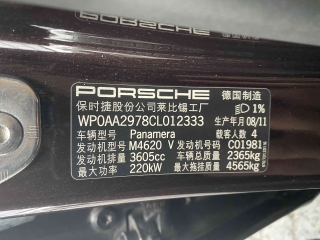 PORSCHE 德国制造
保时捷股份公司莱比锡工厂 1%
WP0AA2978CL012333 生产年月 08/11
车辆型号 Panamera 载客人数 4
发动机型号 M4620 V 发动机号码 C01981
发动机排量 3605cc 车辆总质量 2365kg
最大功率 220kW 最大拖挂质量 4565kg